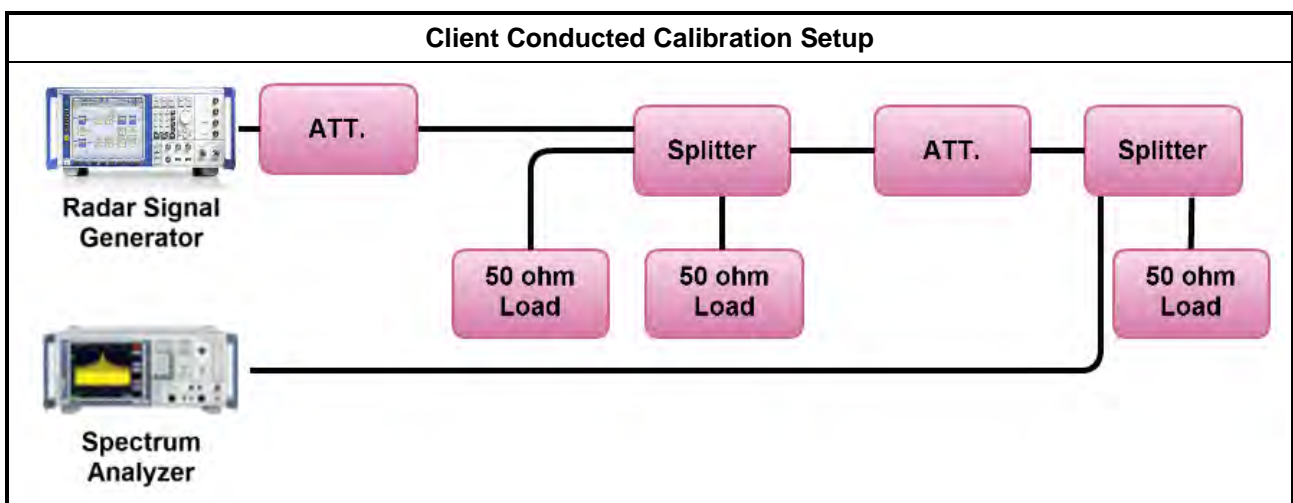 Client Conducted Calibration Setup
ATT.
Splitter
ATT.
Splitter
Radar Signal
Generator
50 ohm
Load
50 ohm
Load
50 ohm
Load
Spectrum
Analyzer